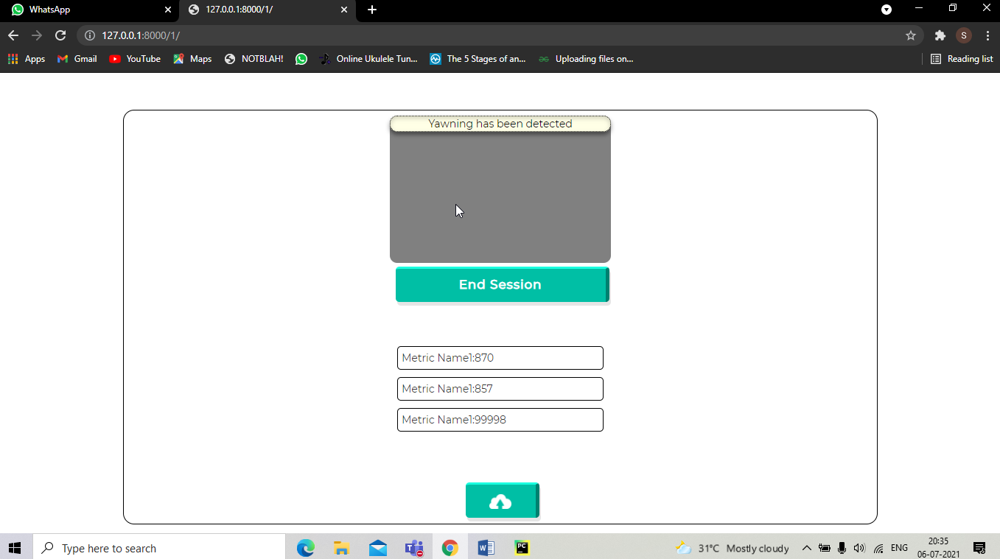 WhatsApp
127.0.0.1:8000/1/
127.0.0.1:8000/1/
S
Apps Gmail YouTube Maps NOTBLAH! Online Ukulele Tun... The 5 Stages of an... Uploading files on... Reading list
Yawning has been detected
End Session
Metric Name1:870
Metric Name1:857
Metric Name1:99998
Type here to search
W
PC
31°C Mostly cloudy
ENG
20:35
06-07-2021